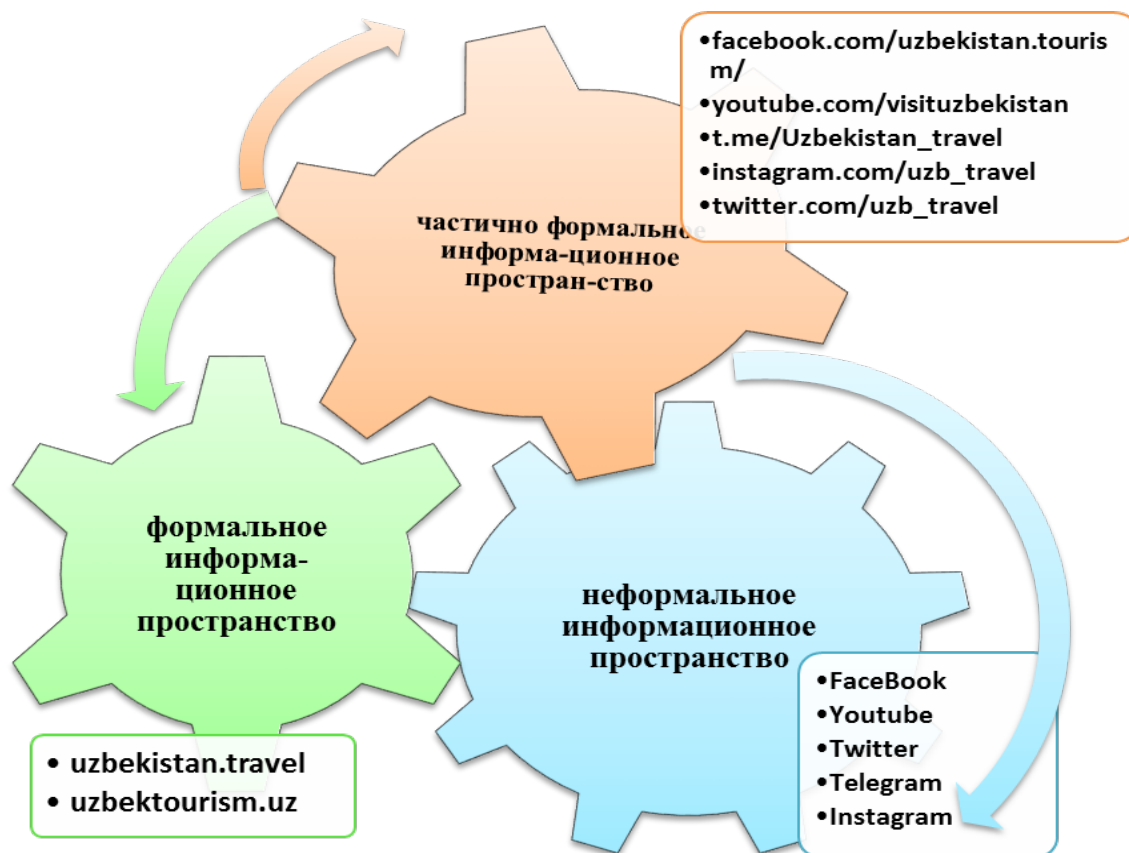 •facebook.com/uzbekistan.touris
m/
•youtube.com/visituzbekistan
•t.me/Uzbekistan_travel
•instagram.com/uzb_travel
•twitter.com/uzb_travel
частично формальное
информа-ционное
простран-ство
формальное
информа-
ционное
пространство
неформальное
информационное
пространство
•FaceBook
•Youtube
•Twitter
•Telegram
•Instagram
• uzbekistan.travel
• uzbektourism.uz